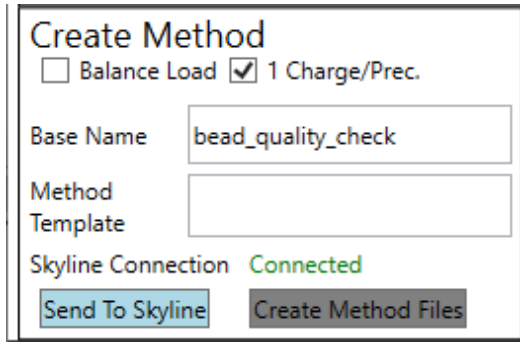 Create Method
Balance Load 1 Charge/Prec.
Base Name bead_quality_check
Method
Template
Skyline Connection Connected
Send To Skyline Create Method Files